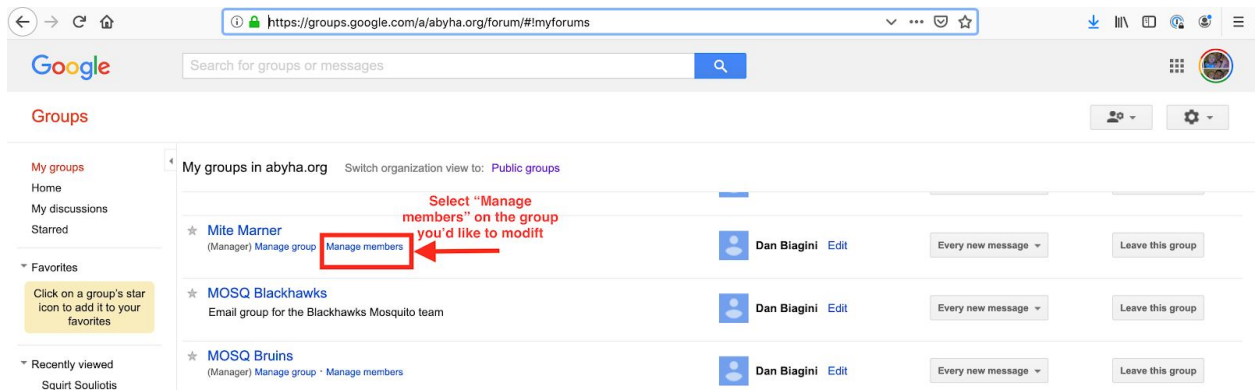 https://groups.google.com/a/abyha.org/forum/#!myforums
Google
Search for groups or messages
Groups
My groups
Home
My discussions
Starred
Favorites
Click on a group's star
icon to add it to your
favorites
Recently viewed
Squirt Souliotis
My groups in abyha.org Switch organization view to: Public groups
Select “Manage
members” on the group
you’d like to modift
Mite Marner
(Manager) Manage group · Manage members
Dan Biagini Edit
Every new message
Leave this group
MOSQ Blackhawks
Email group for the Blackhawks Mosquito team
Dan Biagini Edit
Every new message
Leave this group
MOSQ Bruins
(Manager) Manage group · Manage members
Dan Biagini Edit
Every new message
Leave this group